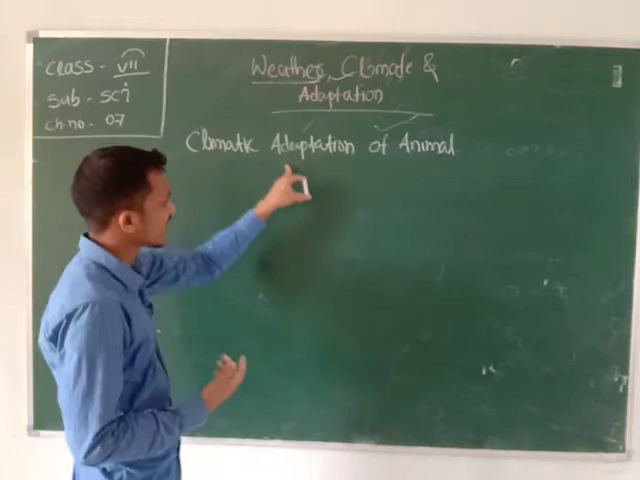 Class - VII
Sub - Sci
Ch.no - 07
Weather, Climate &
Adaptation
Climatic Adaptation of Animal